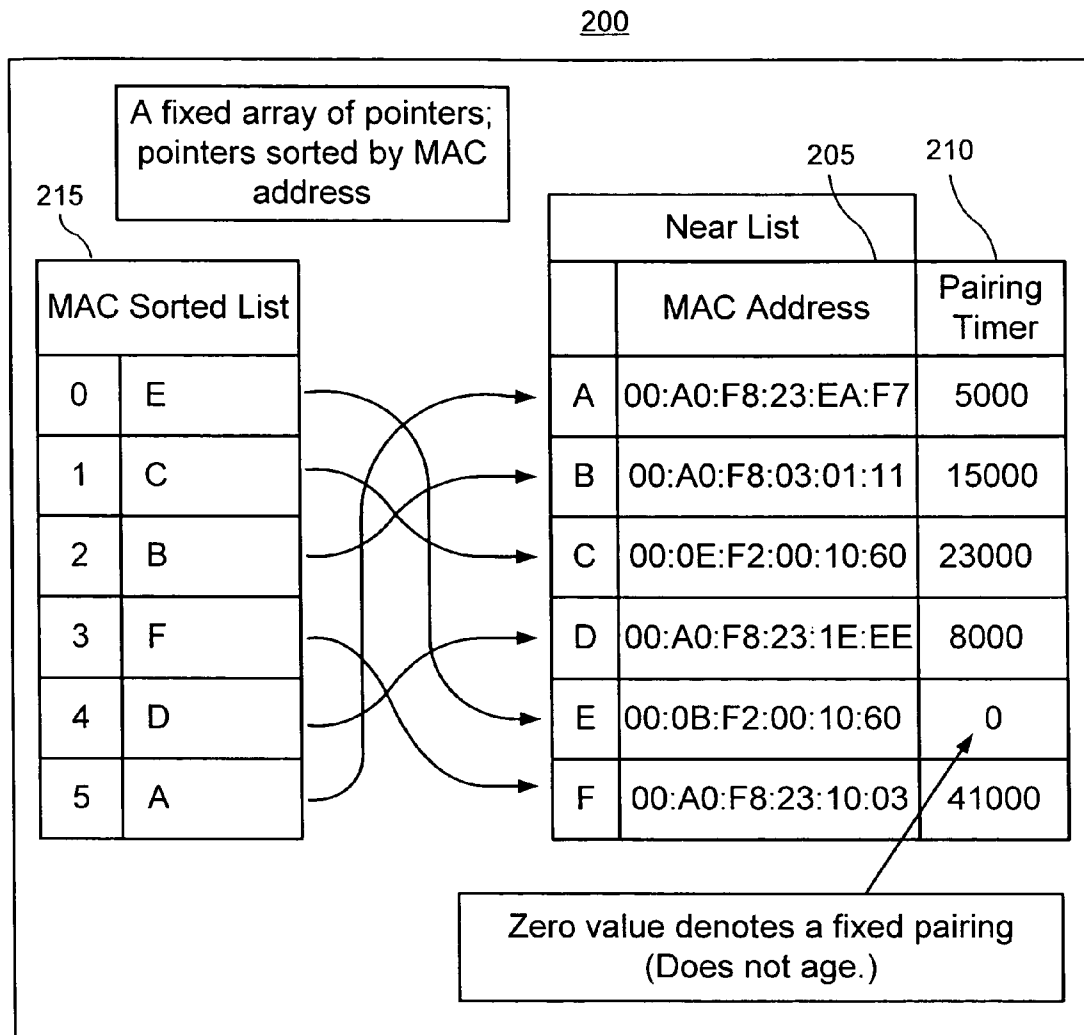 200
A fixed array of pointers;
pointers sorted by MAC
address
215
205
210
MAC Sorted List
0 E
1 C
2 B
3 F
4 D
5 A
Near List
MAC Address
Pairing
Timer
A 00:A0:F8:23:EA:F7 5000
B 00:A0:F8:03:01:11 15000
C 00:0E:F2:00:10:60 23000
D 00:A0:F8:23:1E:EE 8000
E 00:0B:F2:00:10:60 0
F 00:A0:F8:23:10:03 41000
Zero value denotes a fixed pairing
(Does not age.)